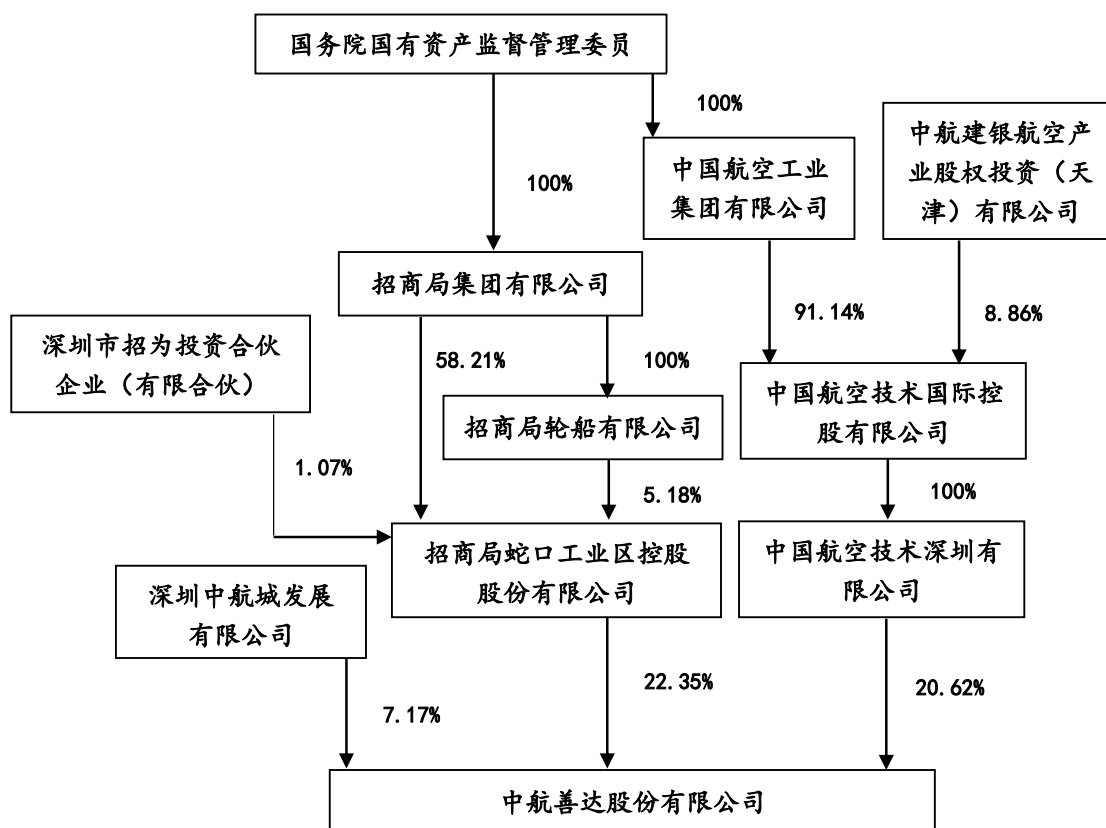 国务院国有资产监督管理委员
100%
中国航空工业
集团有限公司
中航建银航空产
业股权投资（天
津）有限公司
100%
招商局集团有限公司
91.14%
8.86%
深圳市招为投资合伙
企业（有限合伙）
58.21%
100%
招商局轮船有限公司
中国航空技术国际控
股有限公司
1.07%
5.18%
100%
招商局蛇口工业区控股
股份有限公司
中国航空技术深圳有
限公司
深圳中航城发展
有限公司
7.17%
22.35%
20.62%
中航善达股份有限公司